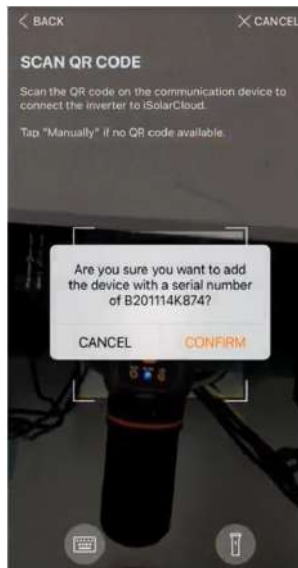 BACK
CANCEL
SCAN QR CODE
Scan the QR code on the communication device to
connect the inverter to iSolarCloud.
Tap "Manually" if no QR code available.
Are you sure you want to add
the device with a serial number
of B201114K874?
CANCEL
CONFIRM